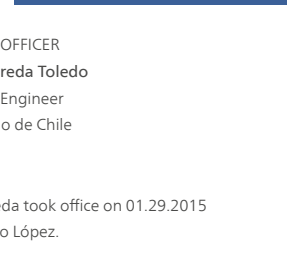 OFFICER
reda Toledo
Engineer
o de Chile
eda took office on 01.29.2015
o López.